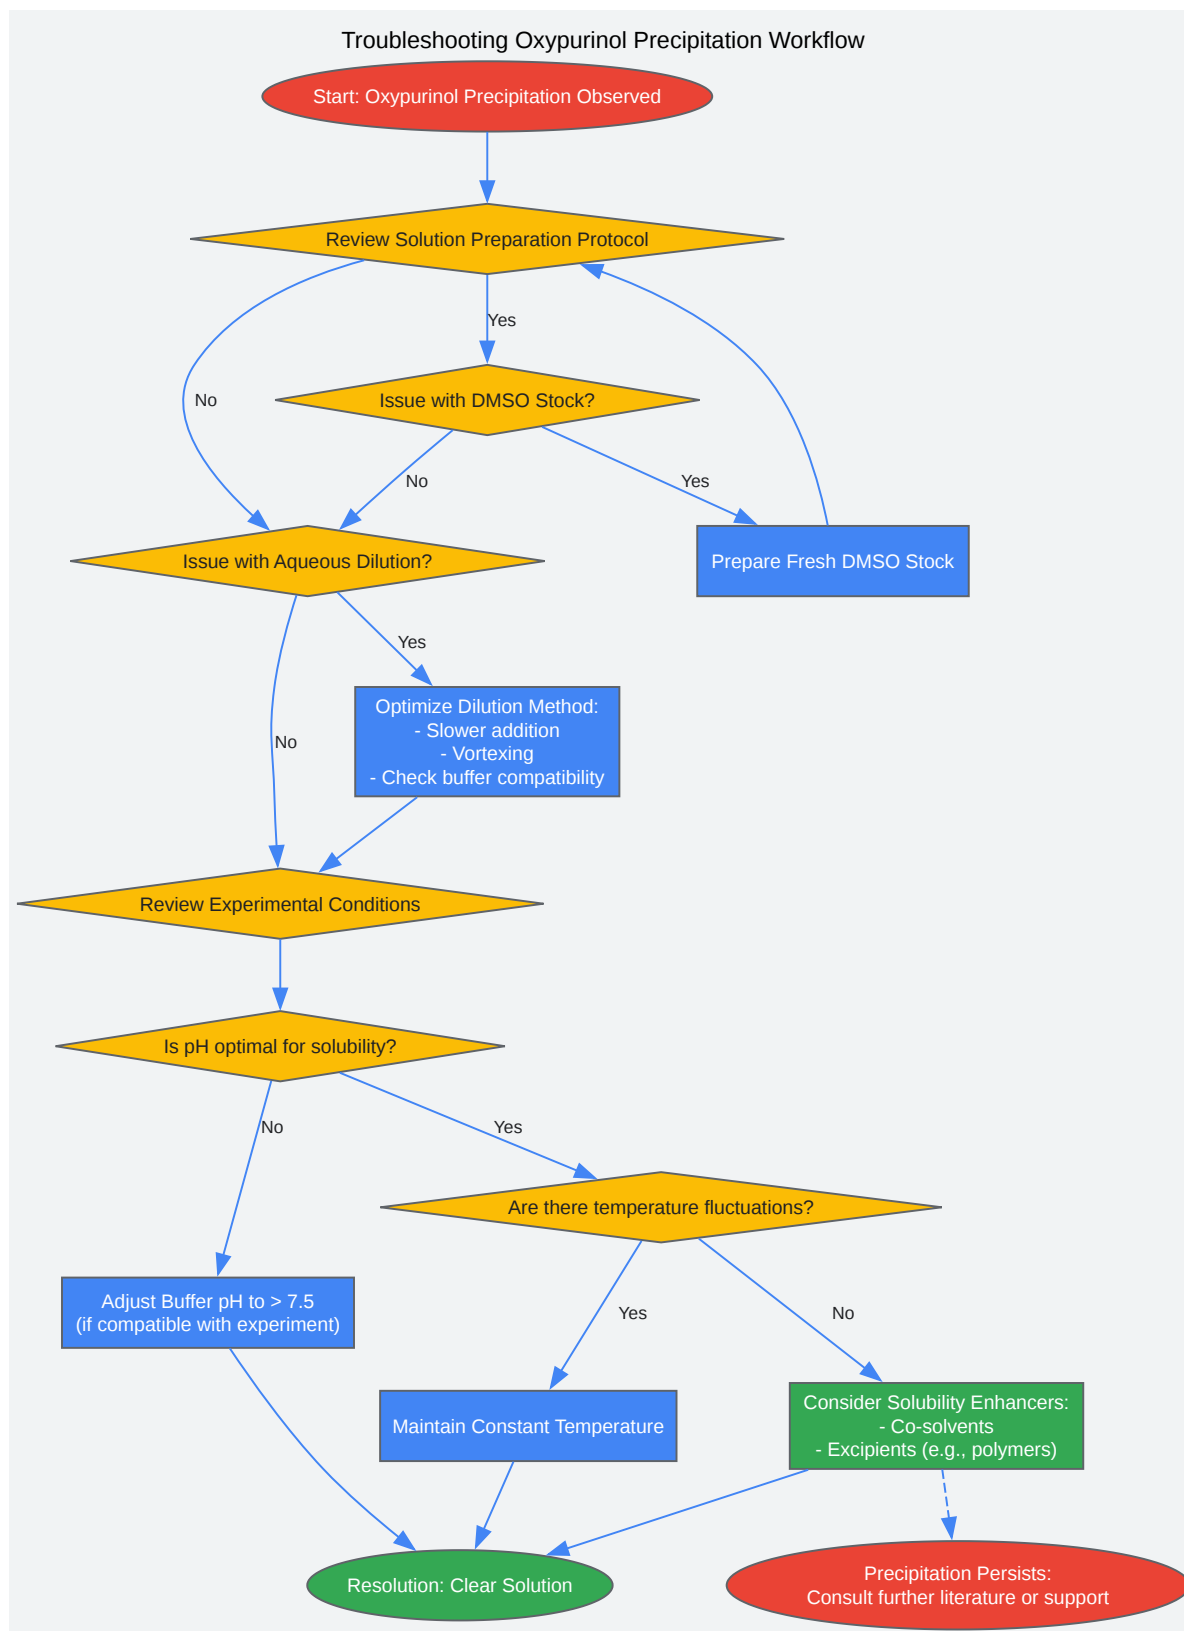 Troubleshooting Oxypurinol Precipitation Workflow
Start: Oxypurinol Precipitation Observed
Review Solution Preparation Protocol
Yes
Issue with DMSO Stock?
No
No
Yes
Issue with Aqueous Dilution?
Prepare Fresh DMSO Stock
Yes
Optimize Dilution Method:
- Slower addition
- Vortexing
- Check buffer compatibility
No
Review Experimental Conditions
Is pH optimal for solubility?
No
Yes
Are there temperature fluctuations?
Adjust Buffer pH to > 7.5
(if compatible with experiment)
Yes
No
Maintain Constant Temperature
Consider Solubility Enhancers:
- Co-solvents
- Excipients (e.g., polymers)
Resolution: Clear Solution
Precipitation Persists:
Consult further literature or support